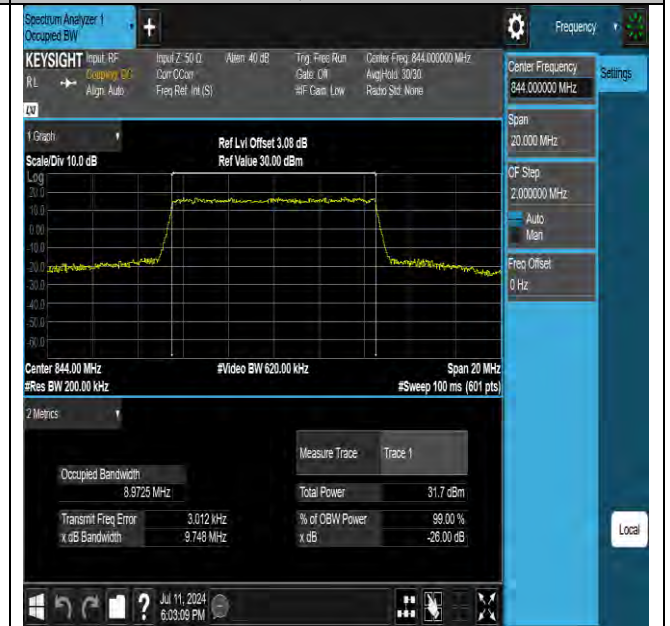 Spectrum Analyzer 1
Occupied BW
Frequency
KEYSIGHT Input: RF
RL
Coupling: DC
Align: Auto
Input Z: 50 Ω
Corr CCorr
Freq Ref: Int (S)
Atten: 40 dB
Trig: Free Run
Gate: Off
#IF Gain: Low
Center Freq: 844.000000 MHz
Avg|Hold: 30/30
Radio Std: None
LXI
Center Frequency
844.000000 MHz
Settings
Span
20.000 MHz
CF Step
2.000000 MHz
Auto
Man
Freq Offset
0 Hz
1 Graph
Scale/Div 10.0 dB
Ref Lvl Offset 3.08 dB
Ref Value 30.00 dBm
Log
20.0
10.0
0.00
-10.0
-20.0
-30.0
-40.0
-50.0
-60.0
Center 844.00 MHz
#Video BW 620.00 kHz
Span 20 MHz
#Res BW 200.00 kHz
#Sweep 100 ms (601 pts)
2 Metrics
Measure Trace Trace 1
Occupied Bandwidth
8.9725 MHz
Total Power 31.7 dBm
Transmit Freq Error 3.012 kHz
% of OBW Power 99.00 %
x dB Bandwidth 9.748 MHz
x dB -26.00 dB
Local
?
Jul 11, 2024
6:03:09 PM